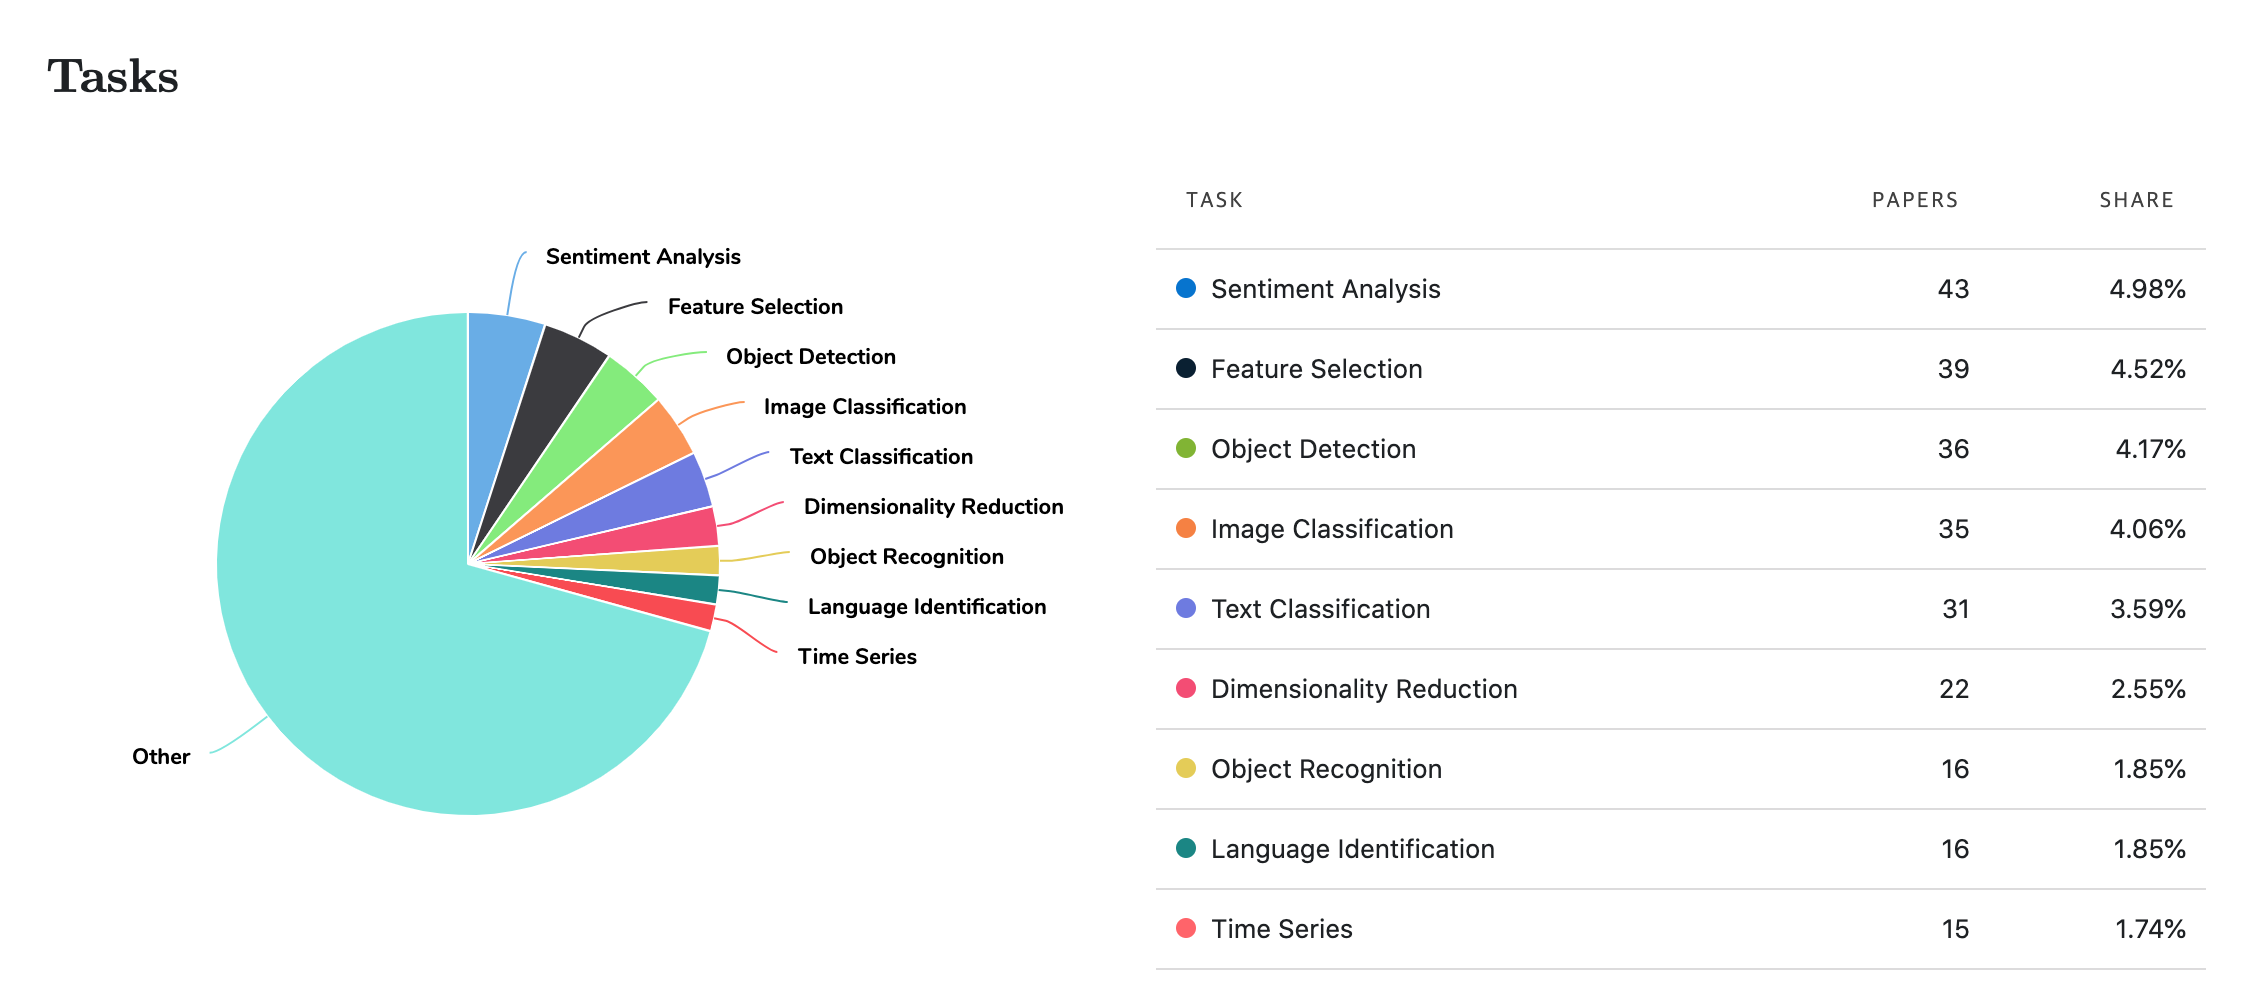 Tasks
Sentiment Analysis
Feature Selection
Object Detection
Image Classification
Text Classification
Dimensionality Reduction
Object Recognition
Language Identification
Time Series
Other
TASK PAPERS SHARE
Sentiment Analysis 43 4.98%
Feature Selection 39 4.52%
Object Detection 36 4.17%
Image Classification 35 4.06%
Text Classification 31 3.59%
Dimensionality Reduction 22 2.55%
Object Recognition 16 1.85%
Language Identification 16 1.85%
Time Series 15 1.74%